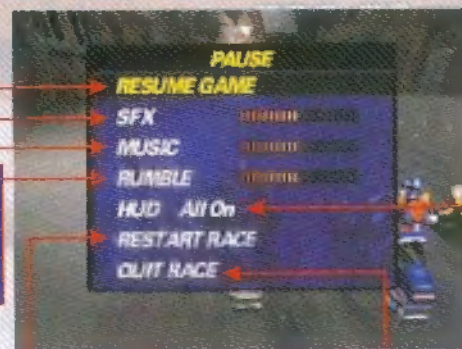 PAUSE
RESUME GAME
SFX
MUSIC
RUMBLE
HUD All On
RESTART RACE
QUIT RACE